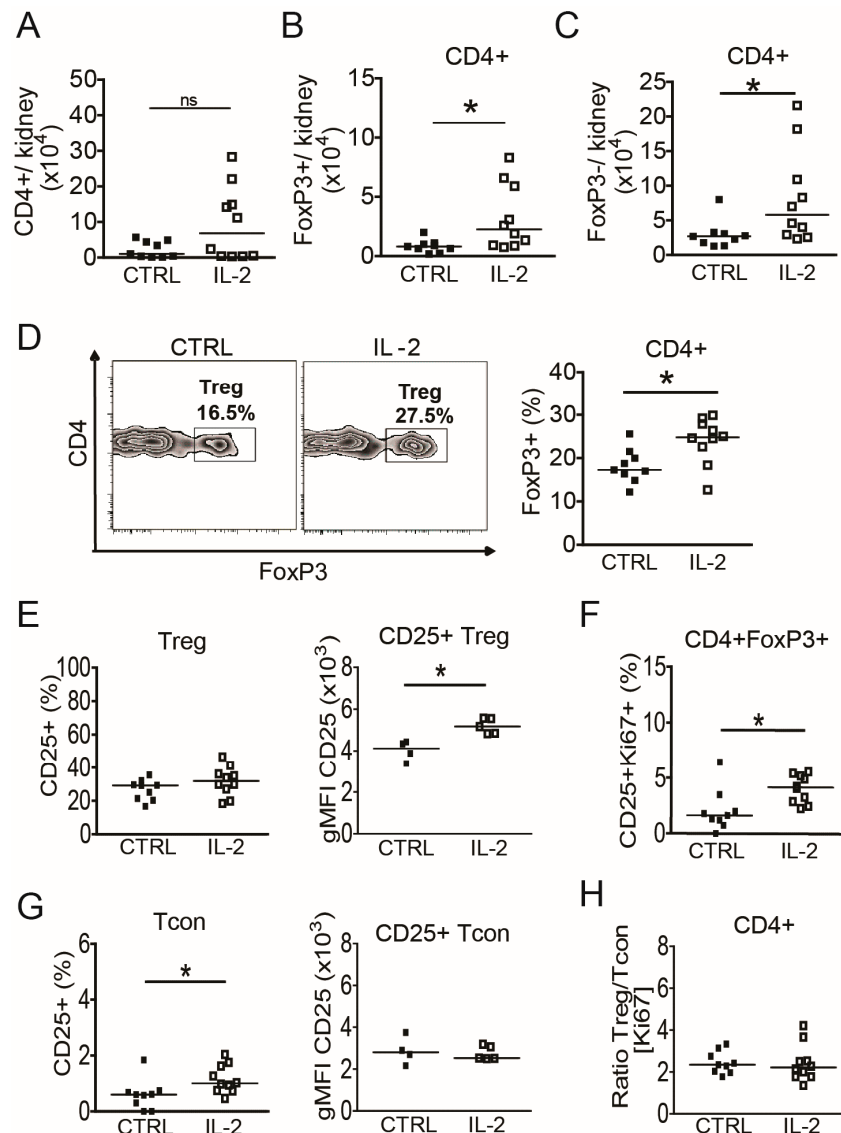 A
CD4+/ kidney
(x10⁴)
50
40
30
20
10
0
ns
CTRL
IL-2
B
CD4+
FoxP3+/ kidney
(x10⁴)
15
10
5
0
*
CTRL
IL-2
C
CD4+
FoxP3-/ kidney
(x10⁴)
25
20
15
10
5
0
*
CTRL
IL-2
D
CTRL
IL-2
Treg
16.5%
Treg
27.5%
CD4
FoxP3
CD4+
FoxP3+ (%)
40
30
20
10
0
*
CTRL
IL-2
E
Treg
CD25+ (%)
100
80
60
40
20
0
CTRL
IL-2
CD25+ Treg
gMFI CD25 (x10³)
8
6
4
2
0
*
CTRL
IL-2
F
CD4+FoxP3+
CD25+Ki67+ (%)
15
10
5
0
*
CTRL
IL-2
G
Tcon
CD25+ (%)
6
4
2
0
*
CTRL
IL-2
CD25+ Tcon
gMFI CD25 (x10³)
8
6
4
2
0
CTRL
IL-2
H
CD4+
Ratio Treg/Tcon
[Ki67]
8
6
4
2
0
CTRL
IL-2